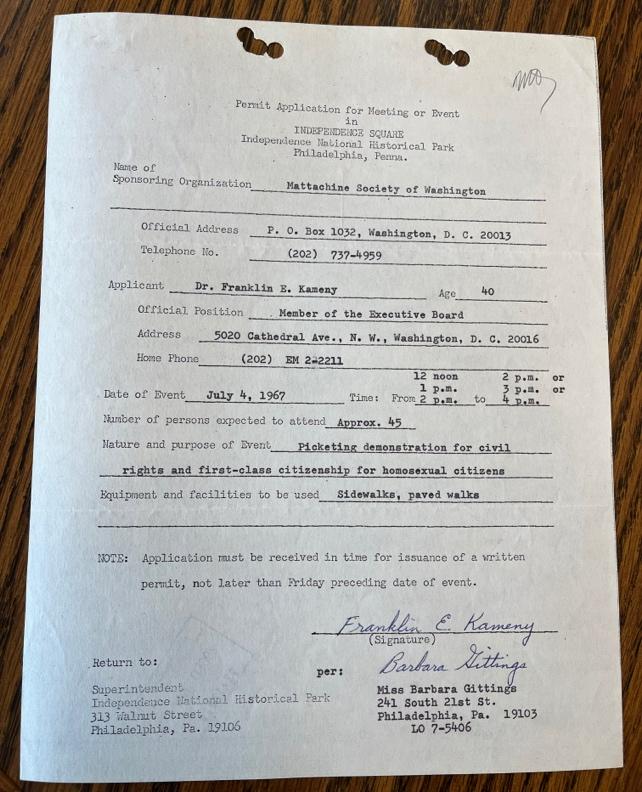 Permit Application for Meeting or Event
in
INDEPENDENCE SQUARE
Independence National Historical Park
Philadelphia, Penna.
Name of
Sponsoring Organization Mattachine Society of Washington
Official Address P. O. Box 1032, Washington, D. C. 20013
Telephone No. (202) 737-4959
Applicant Dr. Franklin E. Kameny Age 40
Official Position Member of the Executive Board
Address 5020 Cathedral Ave., N. W., Washington, D. C. 20016
Home Phone (202) EM 2-2211
12 noon 2 p.m. or
1 p.m. 3 p.m. or
Date of Event July 4, 1967 Time: From 2 p.m. to 4 p.m.
Number of persons expected to attend Approx. 45
Nature and purpose of Event Picketing demonstration for civil
rights and first-class citizenship for homosexual citizens
Equipment and facilities to be used Sidewalks, paved walks
NOTE: Application must be received in time for issuance of a written
permit, not later than Friday preceding date of event.
Franklin E. Kameny
(Signature)
Return to:
per: Barbara Gittings
Superintendent
Independence National Historical Park
313 Walnut Street
Philadelphia, Pa. 19106
Miss Barbara Gittings
241 South 21st St.
Philadelphia, Pa. 19103
LO 7-5406